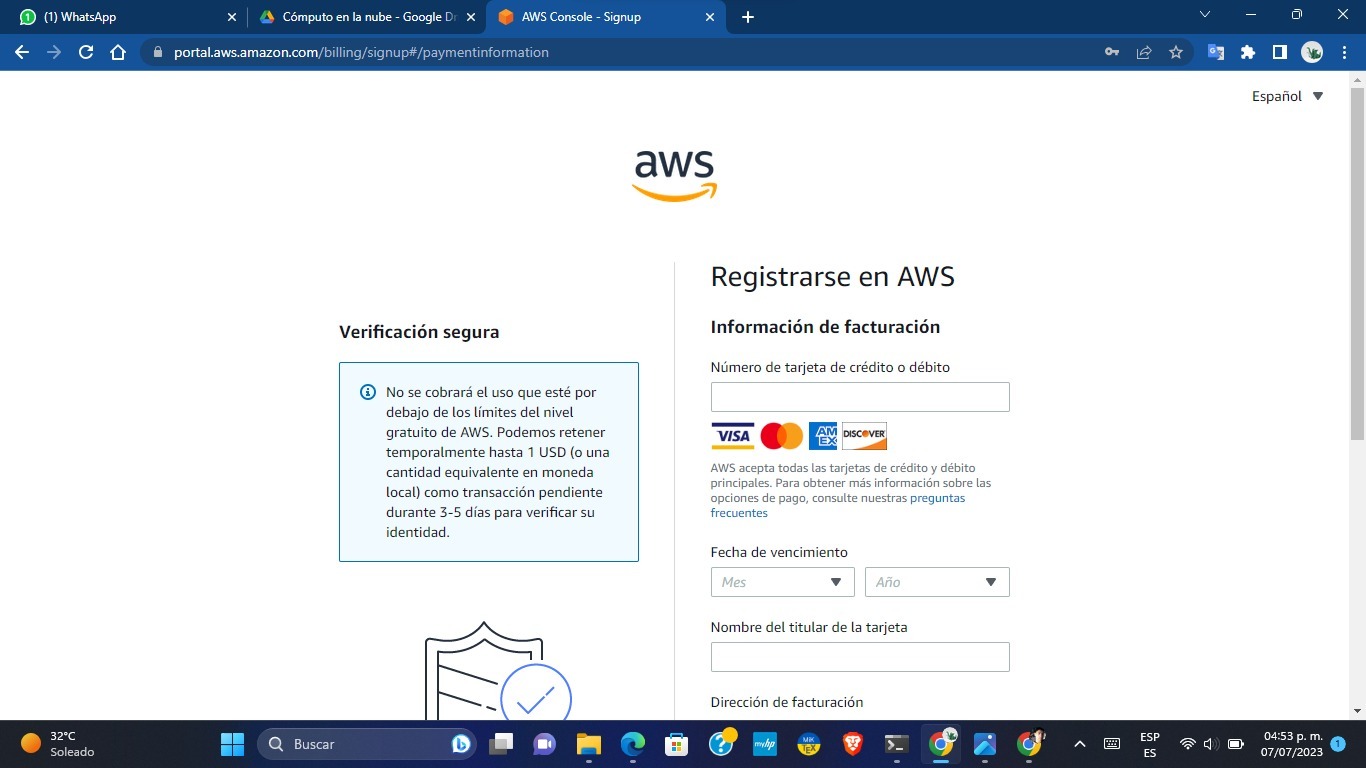 (1) WhatsApp
Cómputo en la nube - Google Dr
AWS Console - Signup
portal.aws.amazon.com/billing/signup#/paymentinformation
Español
aws
Verificación segura
No se cobrará el uso que esté por
debajo de los límites del nivel
gratuito de AWS. Podemos retener
temporalmente hasta 1 USD (o una
cantidad equivalente en moneda
local) como transacción pendiente
durante 3-5 días para verificar su
identidad.
Registrarse en AWS
Información de facturación
Número de tarjeta de crédito o débito
VISA
AM
EX
DISCOVER
AWS acepta todas las tarjetas de crédito y débito
principales. Para obtener más información sobre las
opciones de pago, consulte nuestras preguntas
frecuentes
Fecha de vencimiento
Mes
Año
Nombre del titular de la tarjeta
Dirección de facturación
32°C
Soleado
Buscar
myhp
MiK
TEX
ESP
ES
04:53 p. m.
07/07/2023
1